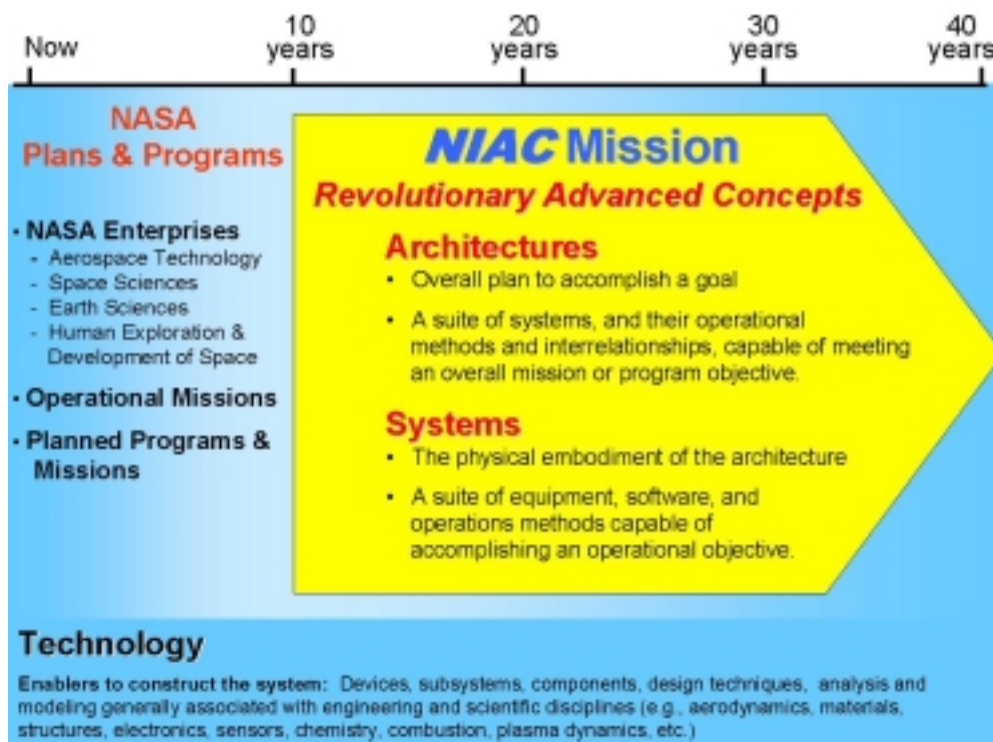 Now
10
years
20
years
30
years
40
years
NASA
Plans & Programs
- NASA Enterprises
- Aerospace Technology
- Space Sciences
- Earth Sciences
- Human Exploration &
Development of Space
- Operational Missions
- Planned Programs &
Missions
NIAC Mission
Revolutionary Advanced Concepts
Architectures
• Overall plan to accomplish a goal
• A suite of systems, and their operational
methods and interrelationships, capable of meeting
an overall mission or program objective.
Systems
• The physical embodiment of the architecture
• A suite of equipment, software, and
operations methods capable of
accomplishing an operational objective.
Technology
Enablers to construct the system: Devices, subsystems, components, design techniques, analysis and
modeling generally associated with engineering and scientific disciplines (e.g., aerodynamics, materials,
structures, electronics, sensors, chemistry, combustion, plasma dynamics, etc.)